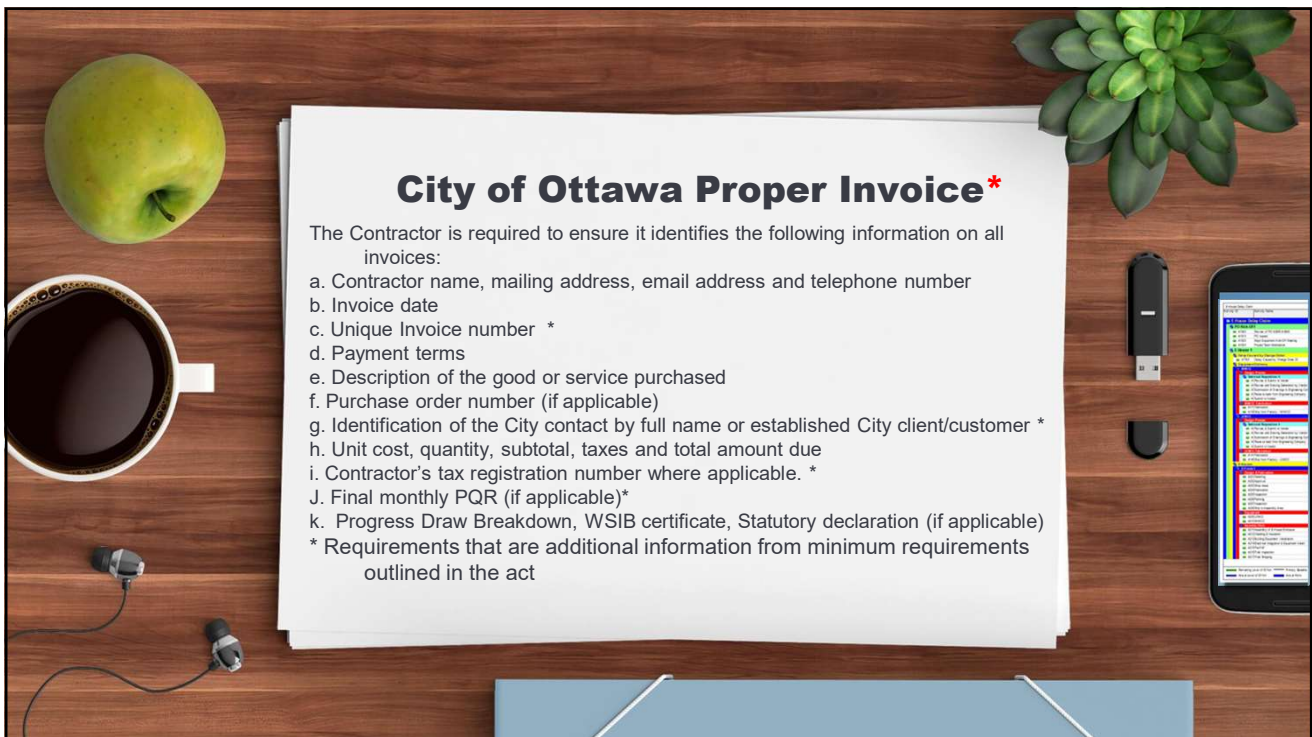 City of Ottawa Proper Invoice*
The Contractor is required to ensure it identifies the following information on all
invoices:
a. Contractor name, mailing address, email address and telephone number
b. Invoice date
c. Unique Invoice number *
d. Payment terms
e. Description of the good or service purchased
f. Purchase order number (if applicable)
g. Identification of the City contact by full name or established City client/customer *
h. Unit cost, quantity, subtotal, taxes and total amount due
i. Contractor's tax registration number where applicable. *
J. Final monthly PQR (if applicable)*
k. Progress Draw Breakdown, WSIB certificate, Statutory declaration (if applicable)
* Requirements that are additional information from minimum requirements
outlined in the act